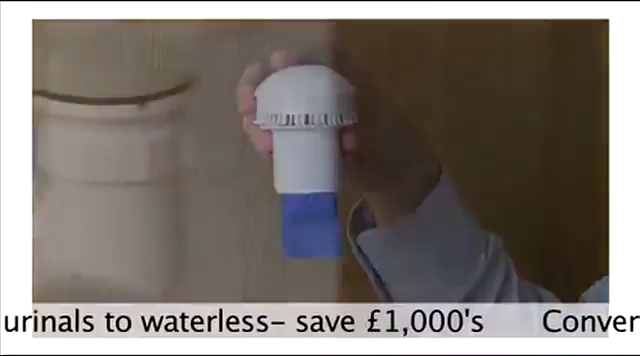 urinals to waterless- save £1,000's Conver